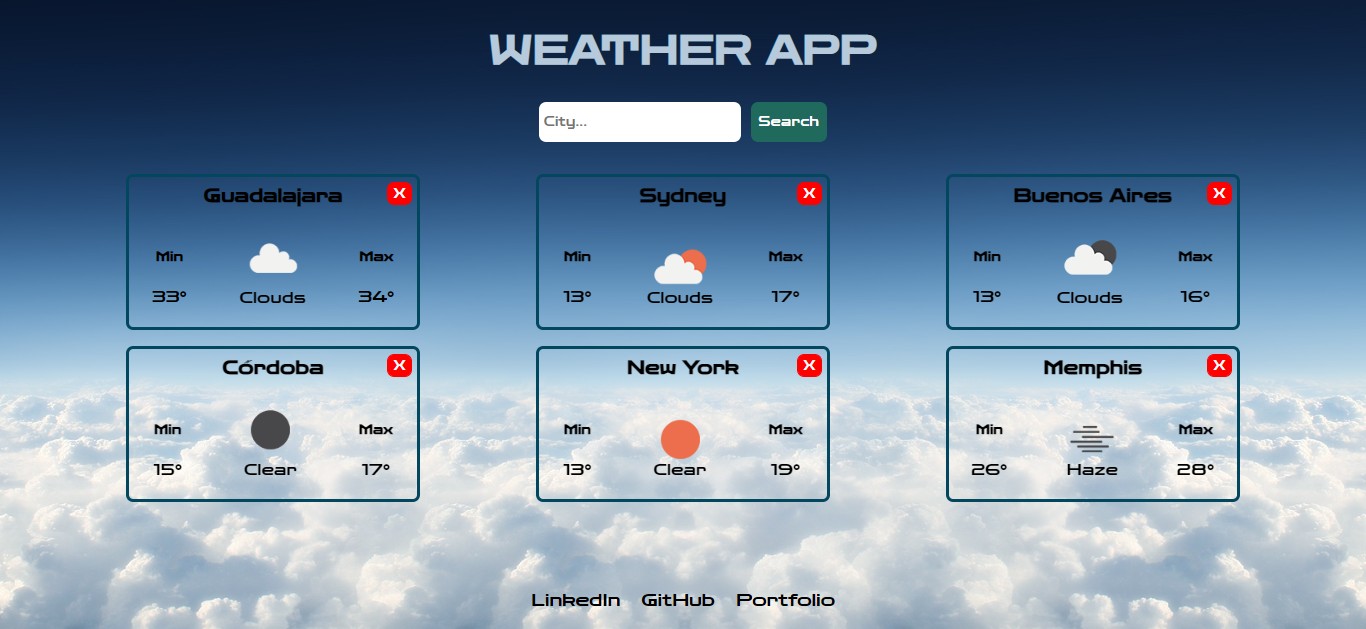 WEATHER APP
City... Search
Guadalajara X
Min Max
33° Clouds 34°
Sydney X
Min Max
13° Clouds 17°
Buenos Aires X
Min Max
13° Clouds 16°
Córdoba X
Min Max
15° Clear 17°
New York X
Min Max
13° Clear 19°
Memphis X
Min Max
26° Haze 28°
LinkedIn GitHub Portfolio